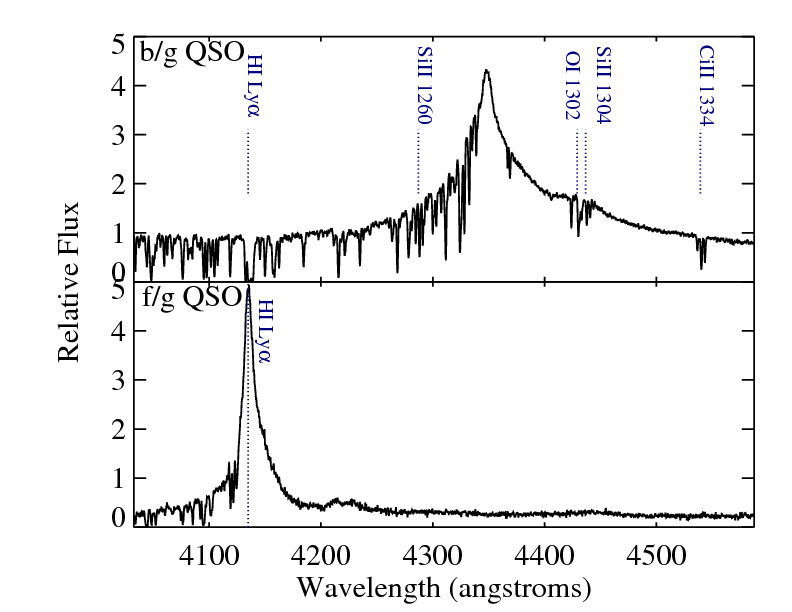 b/g QSO
HI Lyα
SiII 1260
OI 1302
SiII 1304
CiII 1334
5
4
3
2
1
0
f/g QSO
HI Lyα
5
4
3
2
1
0
Relative Flux
4100 4200 4300 4400 4500
Wavelength (angstroms)